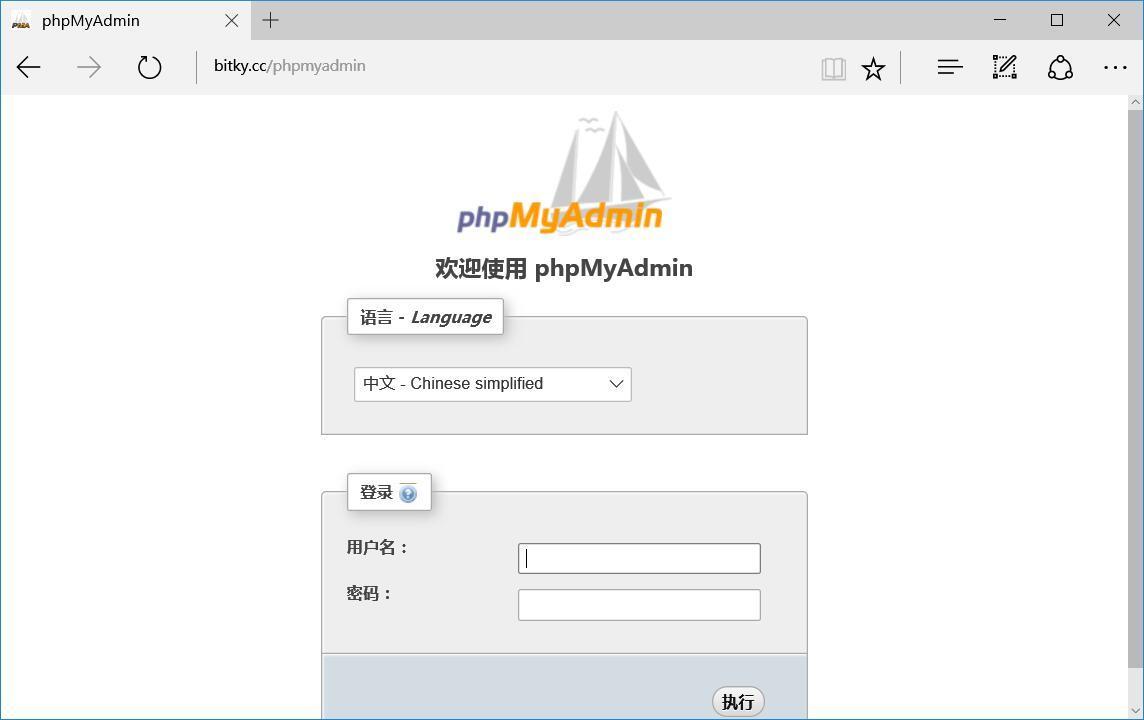 phpMyAdmin
bitky.cc/phpmyadmin
phpMyAdmin
欢迎使用 phpMyAdmin
语言 - Language
中文 - Chinese simplified
登录
用户名：
密码：
执行